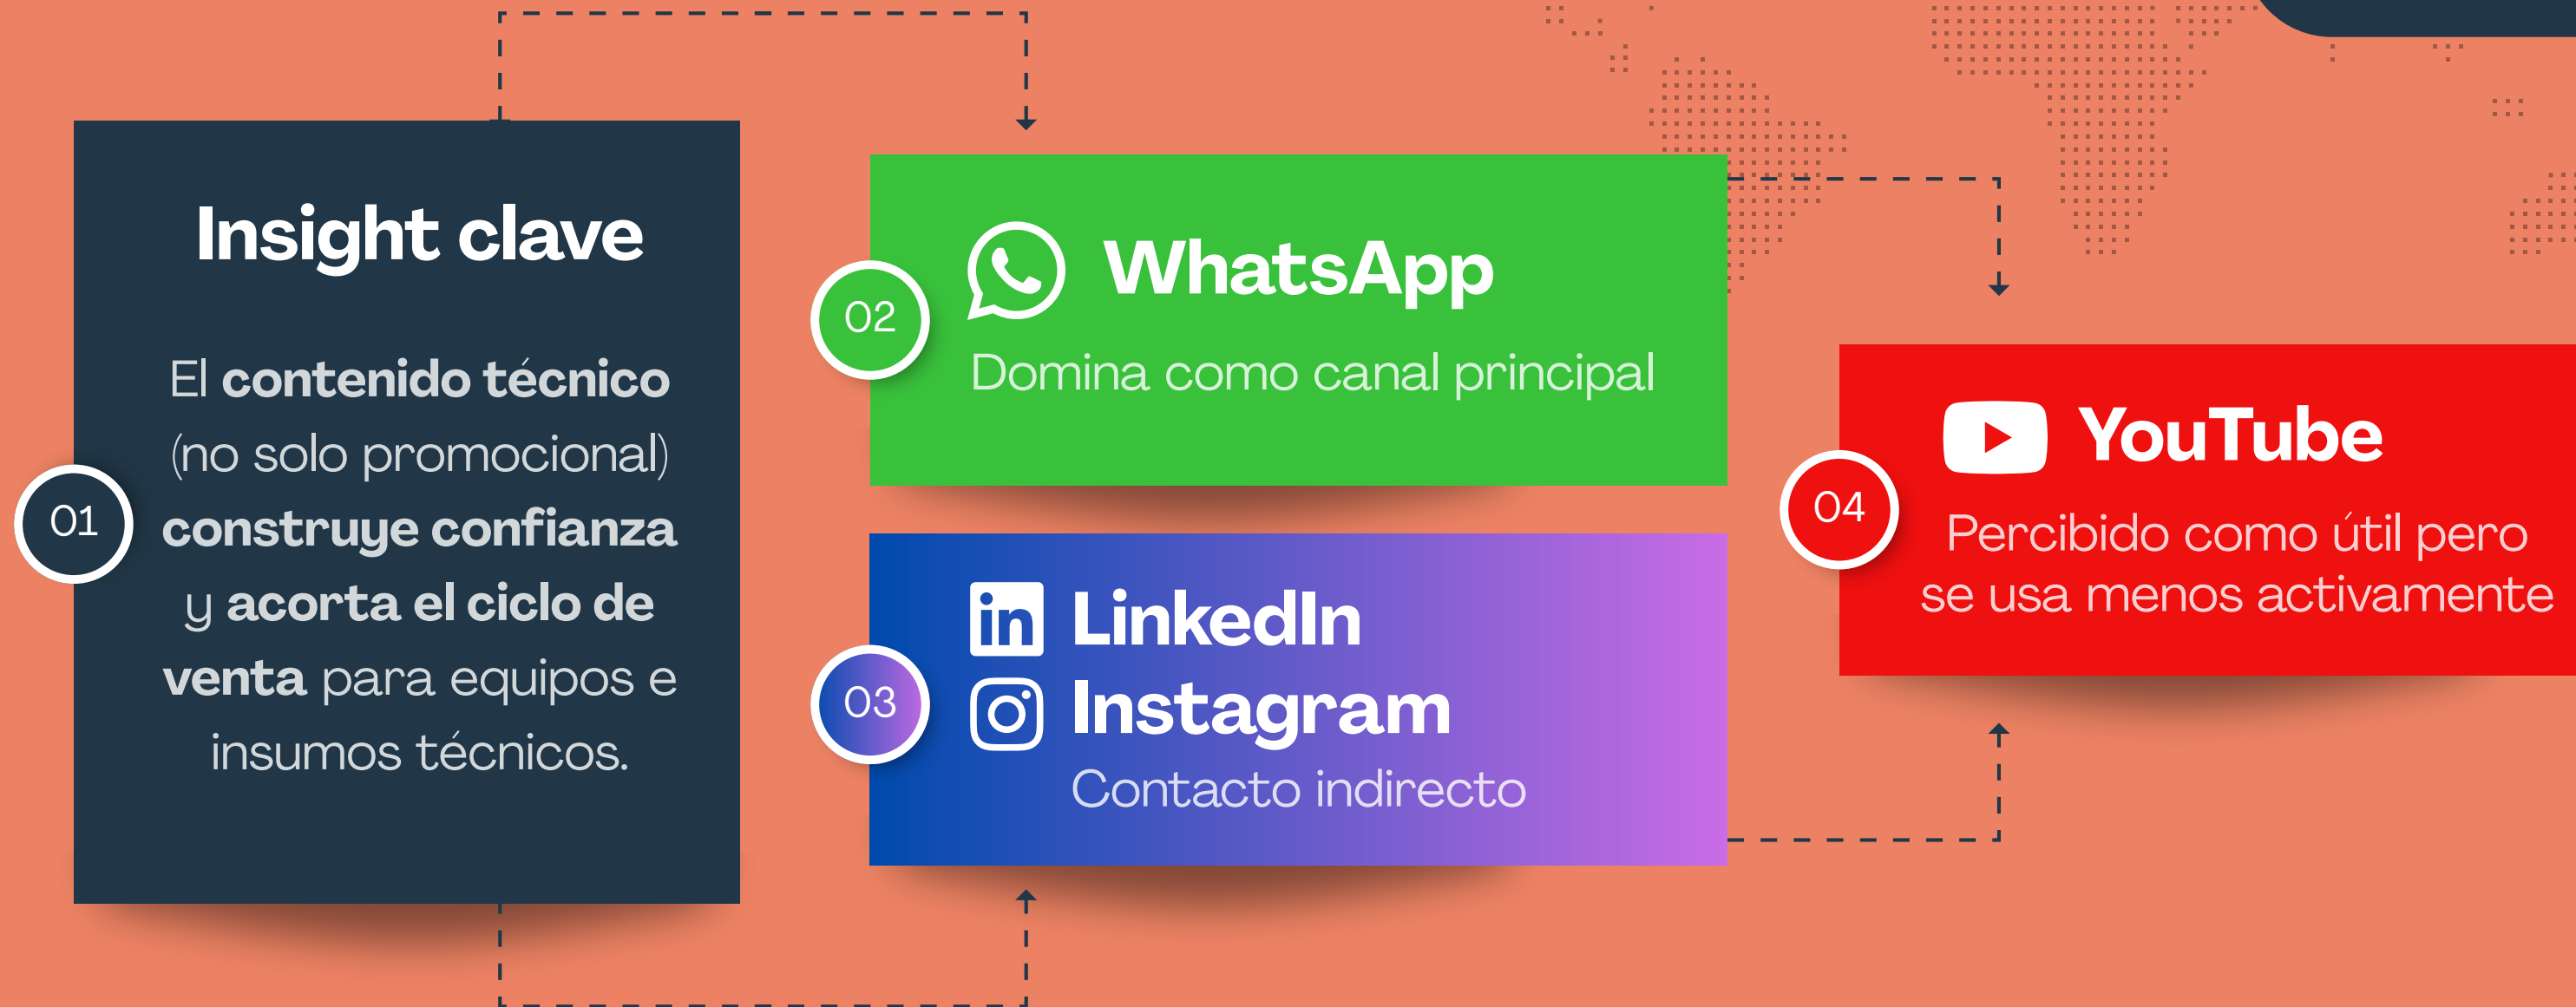 01
Insight clave
El contenido técnico
(no solo promocional)
construye confianza
y acorta el ciclo de
venta para equipos e
insumos técnicos.
02
WhatsApp
Domina como canal principal
03
LinkedIn
Instagram
Contacto indirecto
04
YouTube
Percibido como útil pero
se usa menos activamente